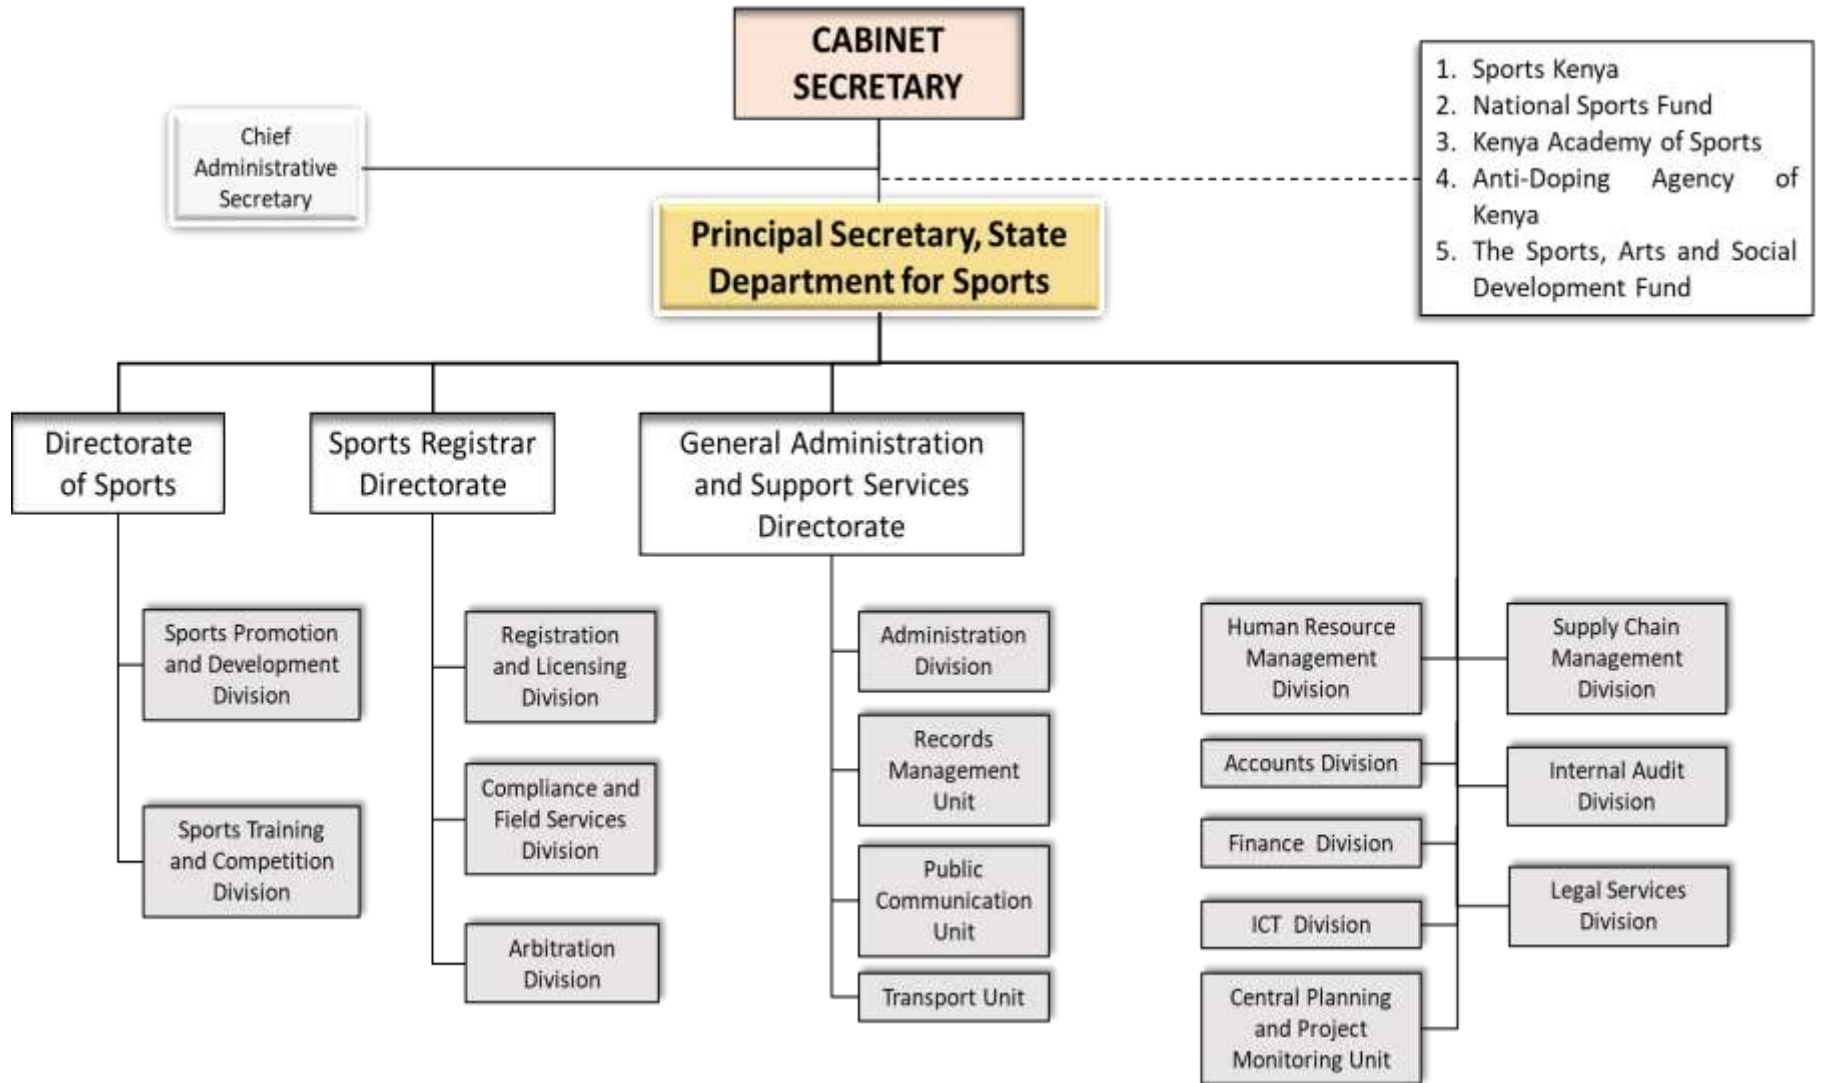 CABINET
SECRETARY
Chief
Administrative
Secretary
1. Sports Kenya
2. National Sports Fund
3. Kenya Academy of Sports
4. Anti-Doping Agency of
Kenya
5. The Sports, Arts and Social
Development Fund
Principal Secretary, State
Department for Sports
Directorate
of Sports
Sports Registrar
Directorate
General Administration
and Support Services
Directorate
Sports Promotion
and Development
Division
Sports Training
and Competition
Division
Registration
and Licensing
Division
Compliance and
Field Services
Division
Arbitration
Division
Administration
Division
Records
Management
Unit
Public
Communication
Unit
Transport Unit
Human Resource
Management
Division
Accounts Division
Finance Division
ICT Division
Central Planning
and Project
Monitoring Unit
Supply Chain
Management
Division
Internal Audit
Division
Legal Services
Division